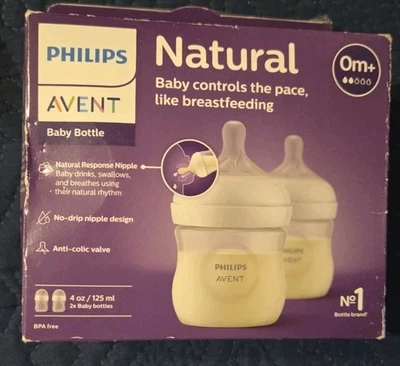 PHILIPS
AVENT
Baby Bottle
Natural
Baby controls the pace,
like breastfeeding
0m+
Natural Response Nipple
Baby drinks, swallows,
and breathes using
their natural rhythm
No-drip nipple design
Anti-colic valve
4 oz / 125 ml
2x Baby bottles
BPA free
PHILIPS
AVENT
Nº1
Bottle brand¹